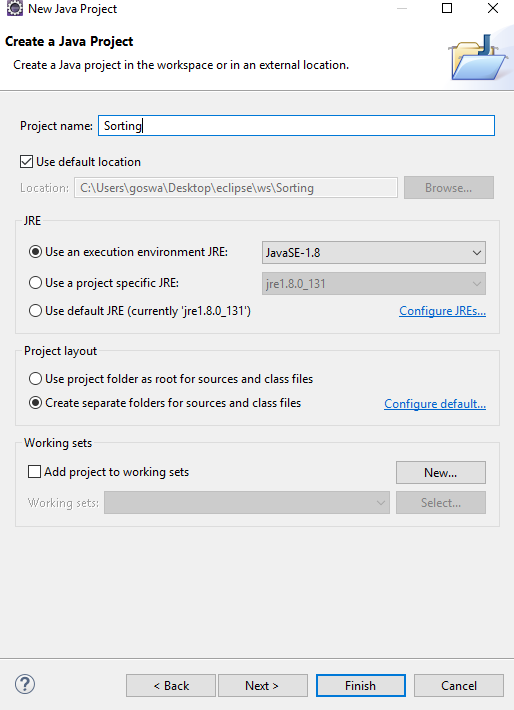 New Java Project
Create a Java Project
Create a Java project in the workspace or in an external location.
Project name: Sorting
Use default location
Location: C:\Users\goswa\Desktop\eclipse\ws\Sorting Browse...
JRE
Use an execution environment JRE: JavaSE-1.8
Use a project specific JRE: jre1.8.0_131
Use default JRE (currently 'jre1.8.0_131') Configure JREs...
Project layout
Use project folder as root for sources and class files
Create separate folders for sources and class files Configure default...
Working sets
Add project to working sets New...
Working sets: Select...
? < Back Next > Finish Cancel